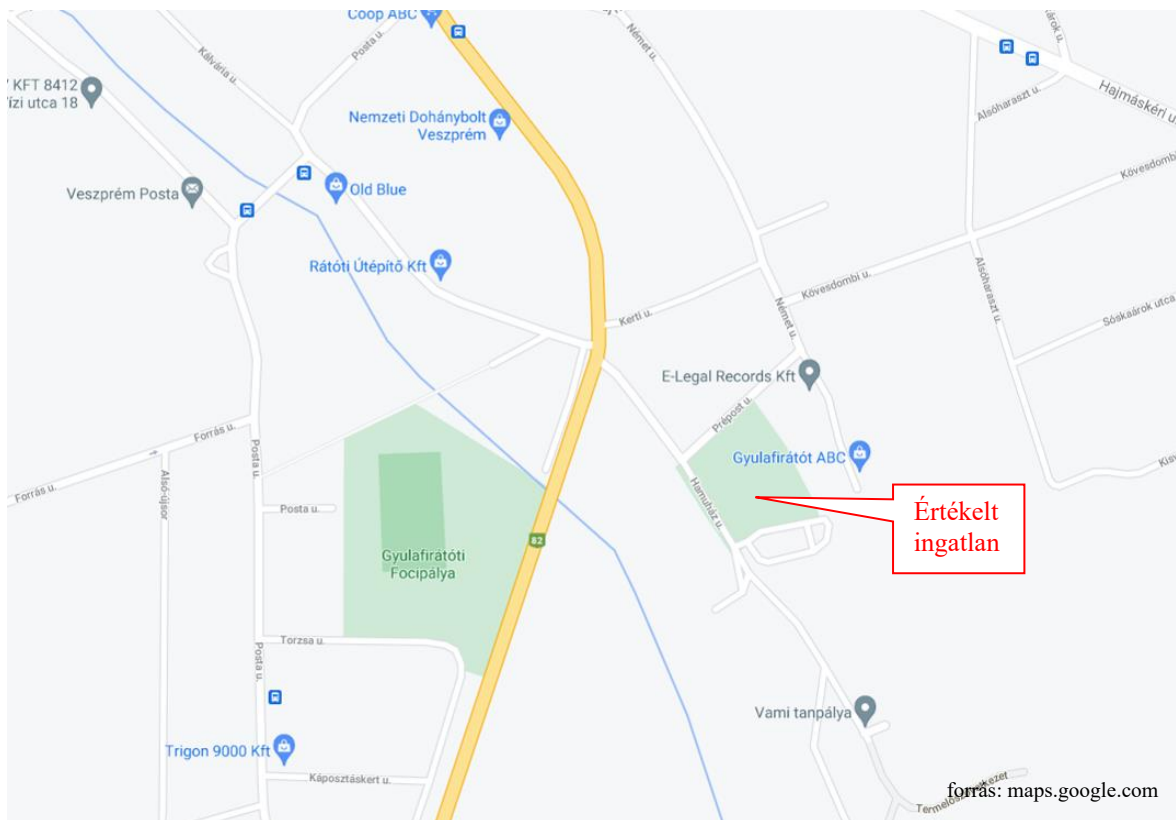 Coop ABC
Posta u.
Kálvária u.
Német u.
Hajmáskéri u.
Alsóharaszt u.
KFT 8412
ízi utca 18
Nemzeti Dohánybolt
Veszprém
Veszprém Posta
Old Blue
Kövesdombi u.
Rátóti Útépítő Kft
Kövesdombi u.
Alsóharaszt u.
Kerti u.
Német u.
Sóskaárok utca
E-Legal Records Kft
Prépost u.
Forrás u.
Posta u.
Alsó-újsor
Forrás u.
Gyulafirátót ABC
Hamuház u.
Posta u.
Értékelt
ingatlan
82
Gyulafirátóti
Focipálya
Torzsa u.
Posta u.
Vami tanpálya
Trigon 9000 Kft
Káposztáskert u.
forrás: maps.google.com